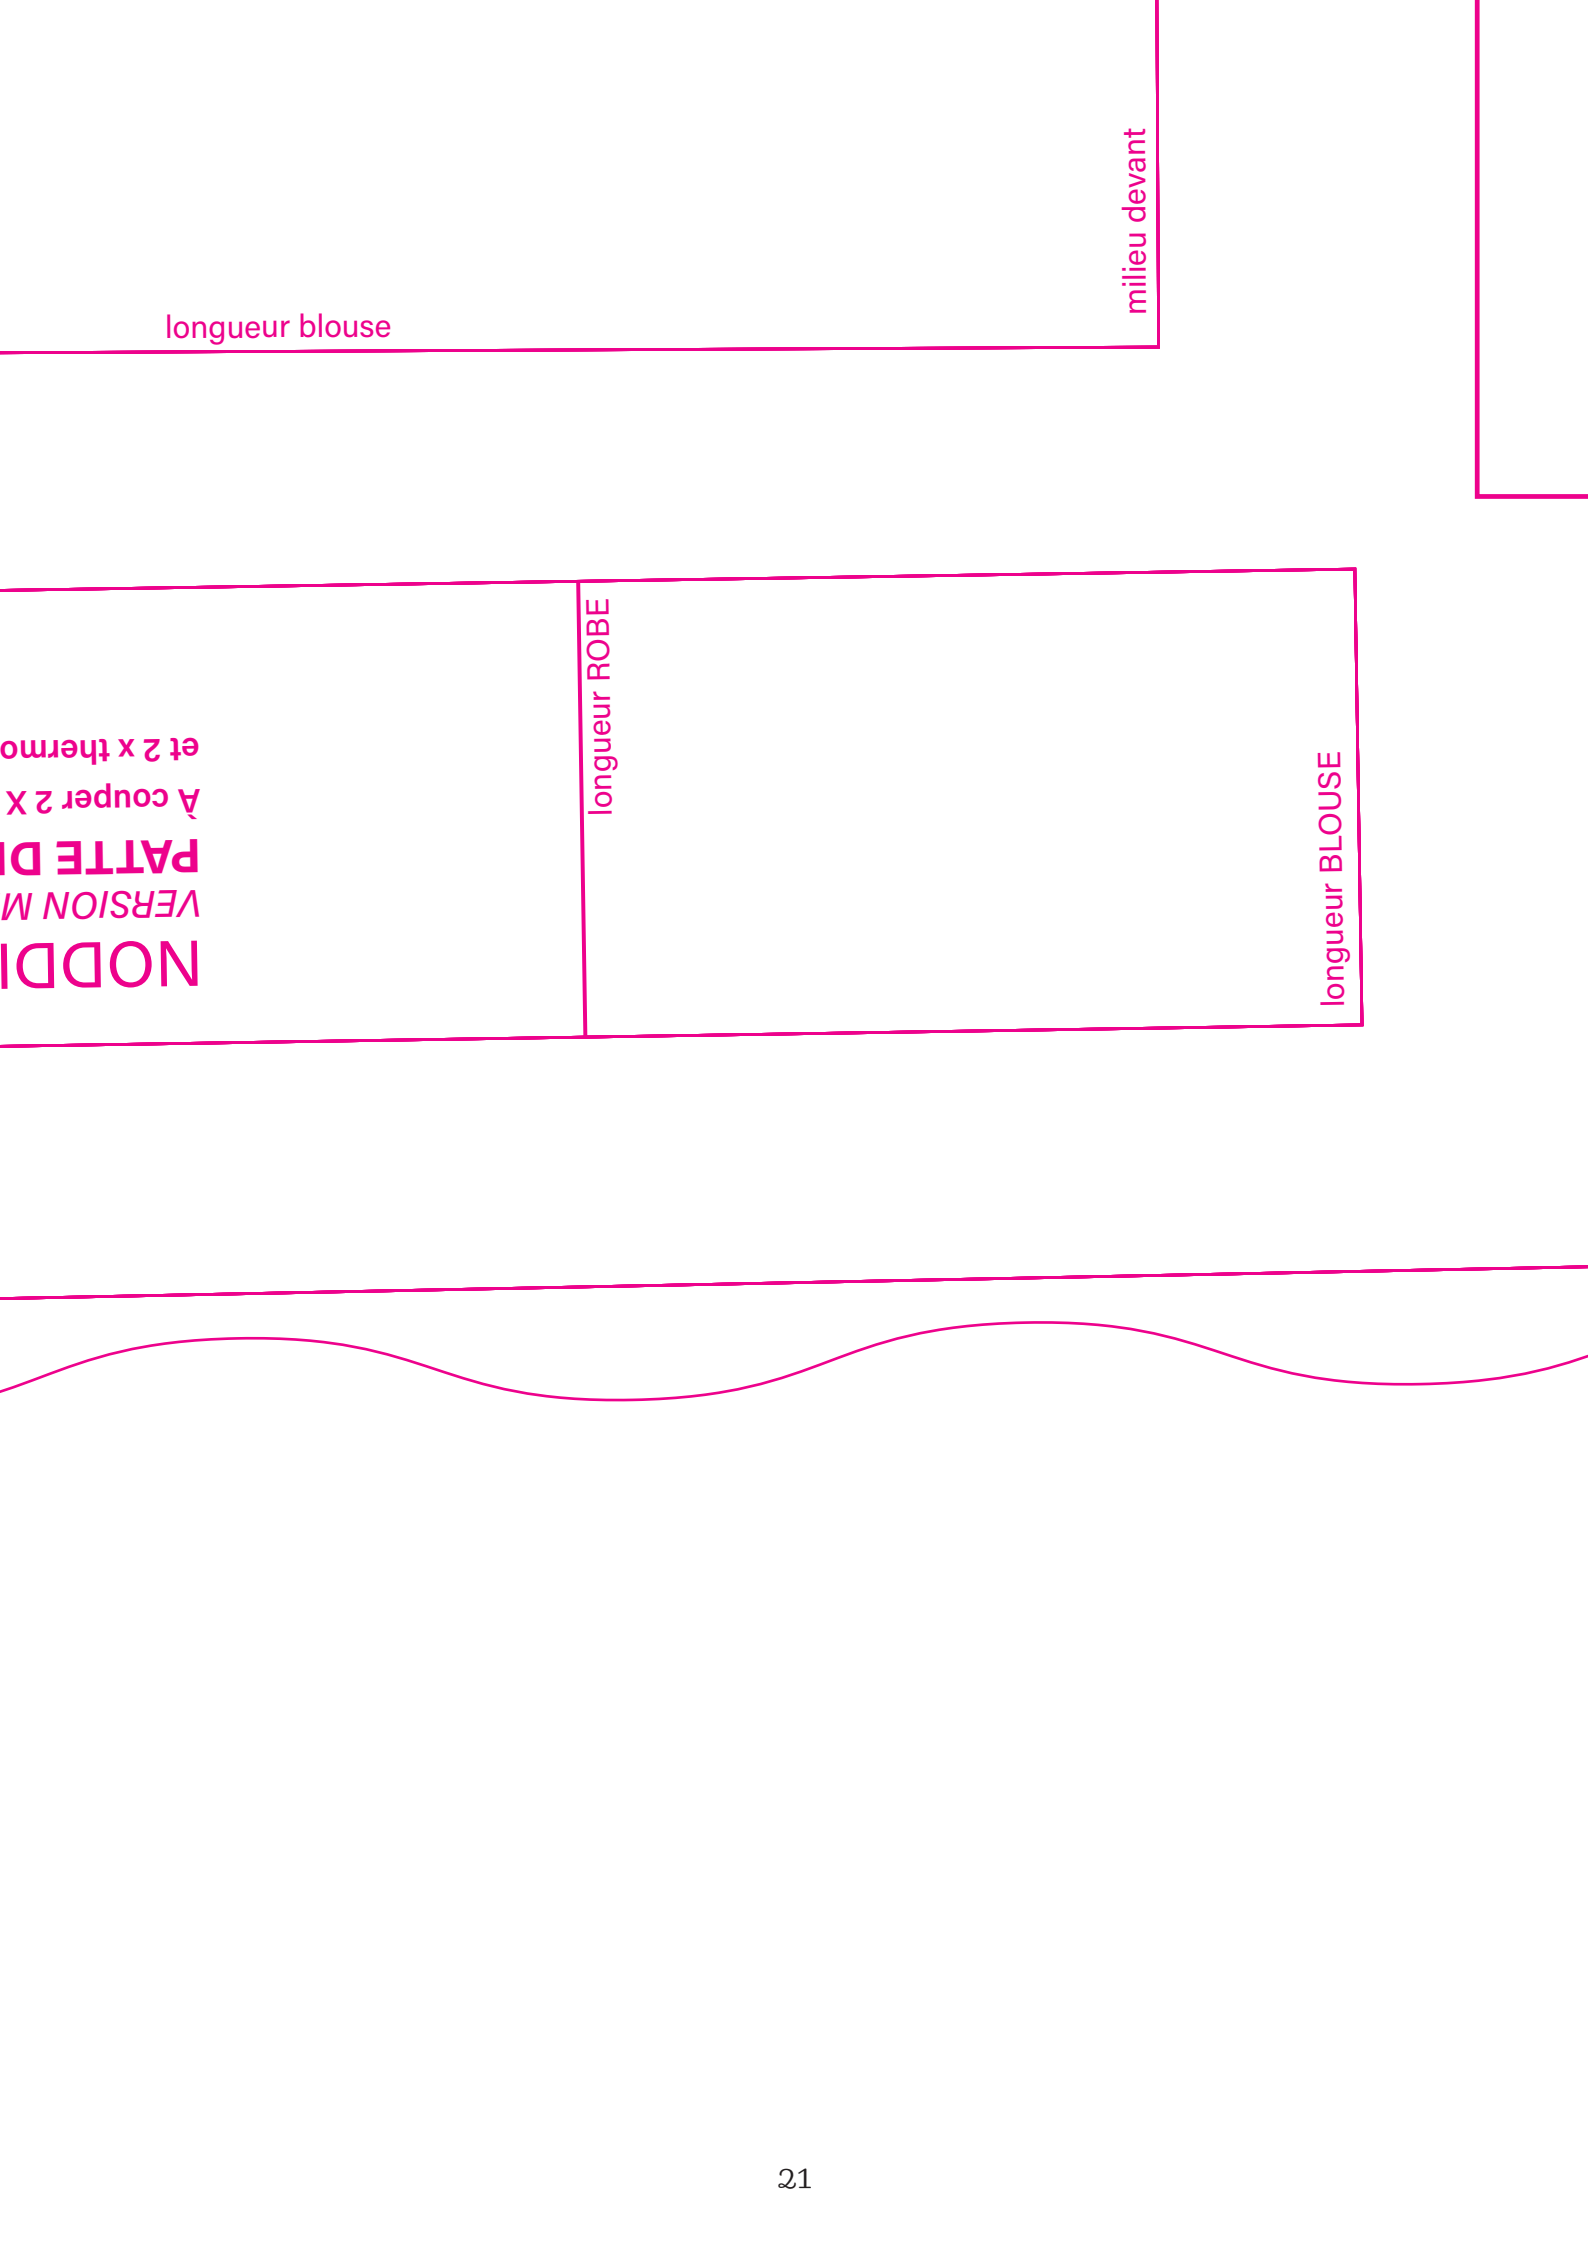 milieu devant
longueur blouse
longueur ROBE
longueur BLOUSE
NODDI
VERSION M
PATTE D
À couper 2 X
et 2 x thermo
21